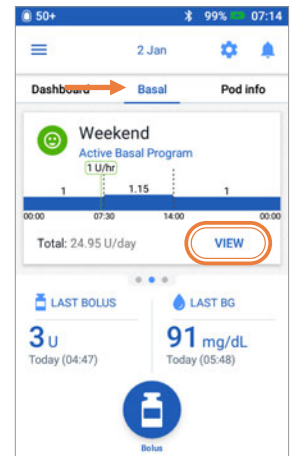 50+ 99% 07:14
2 Jan
Dashboard Basal Pod info
Weekend
Active Basal Program
1 U/hr
1 1.15 1
00:00 07:30 14:00 00:00
Total: 24.95 U/day VIEW
LAST BOLUS LAST BG
3 U 91 mg/dL
Today (04:47) Today (05:48)
Bolus